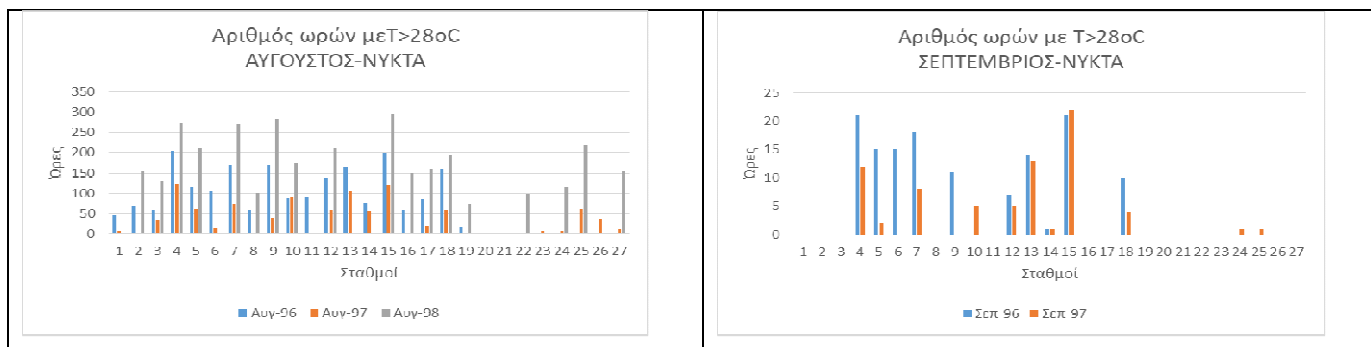 Αριθμός ωρών μεΤ>28οC
ΑΥΓΟΥΣΤΟΣ-ΝΥΚΤΑ
350
300
250
200
150
100
50
0
Ώρες
1 2 3 4 5 6 7 8 9 10 11 12 13 14 15 16 17 18 19 20 21 22 23 24 25 26 27
Σταθμοί
Αυγ-96 Αυγ-97 Αυγ-98
Αριθμός ωρών με Τ>28οC
ΣΕΠΤΕΜΒΡΙΟΣ-ΝΥΚΤΑ
25
20
15
10
5
0
Ώρες
1 2 3 4 5 6 7 8 9 10 11 12 13 14 15 16 17 18 19 20 21 22 23 24 25 26 27
Σταθμοί
Σεπ 96 Σεπ 97